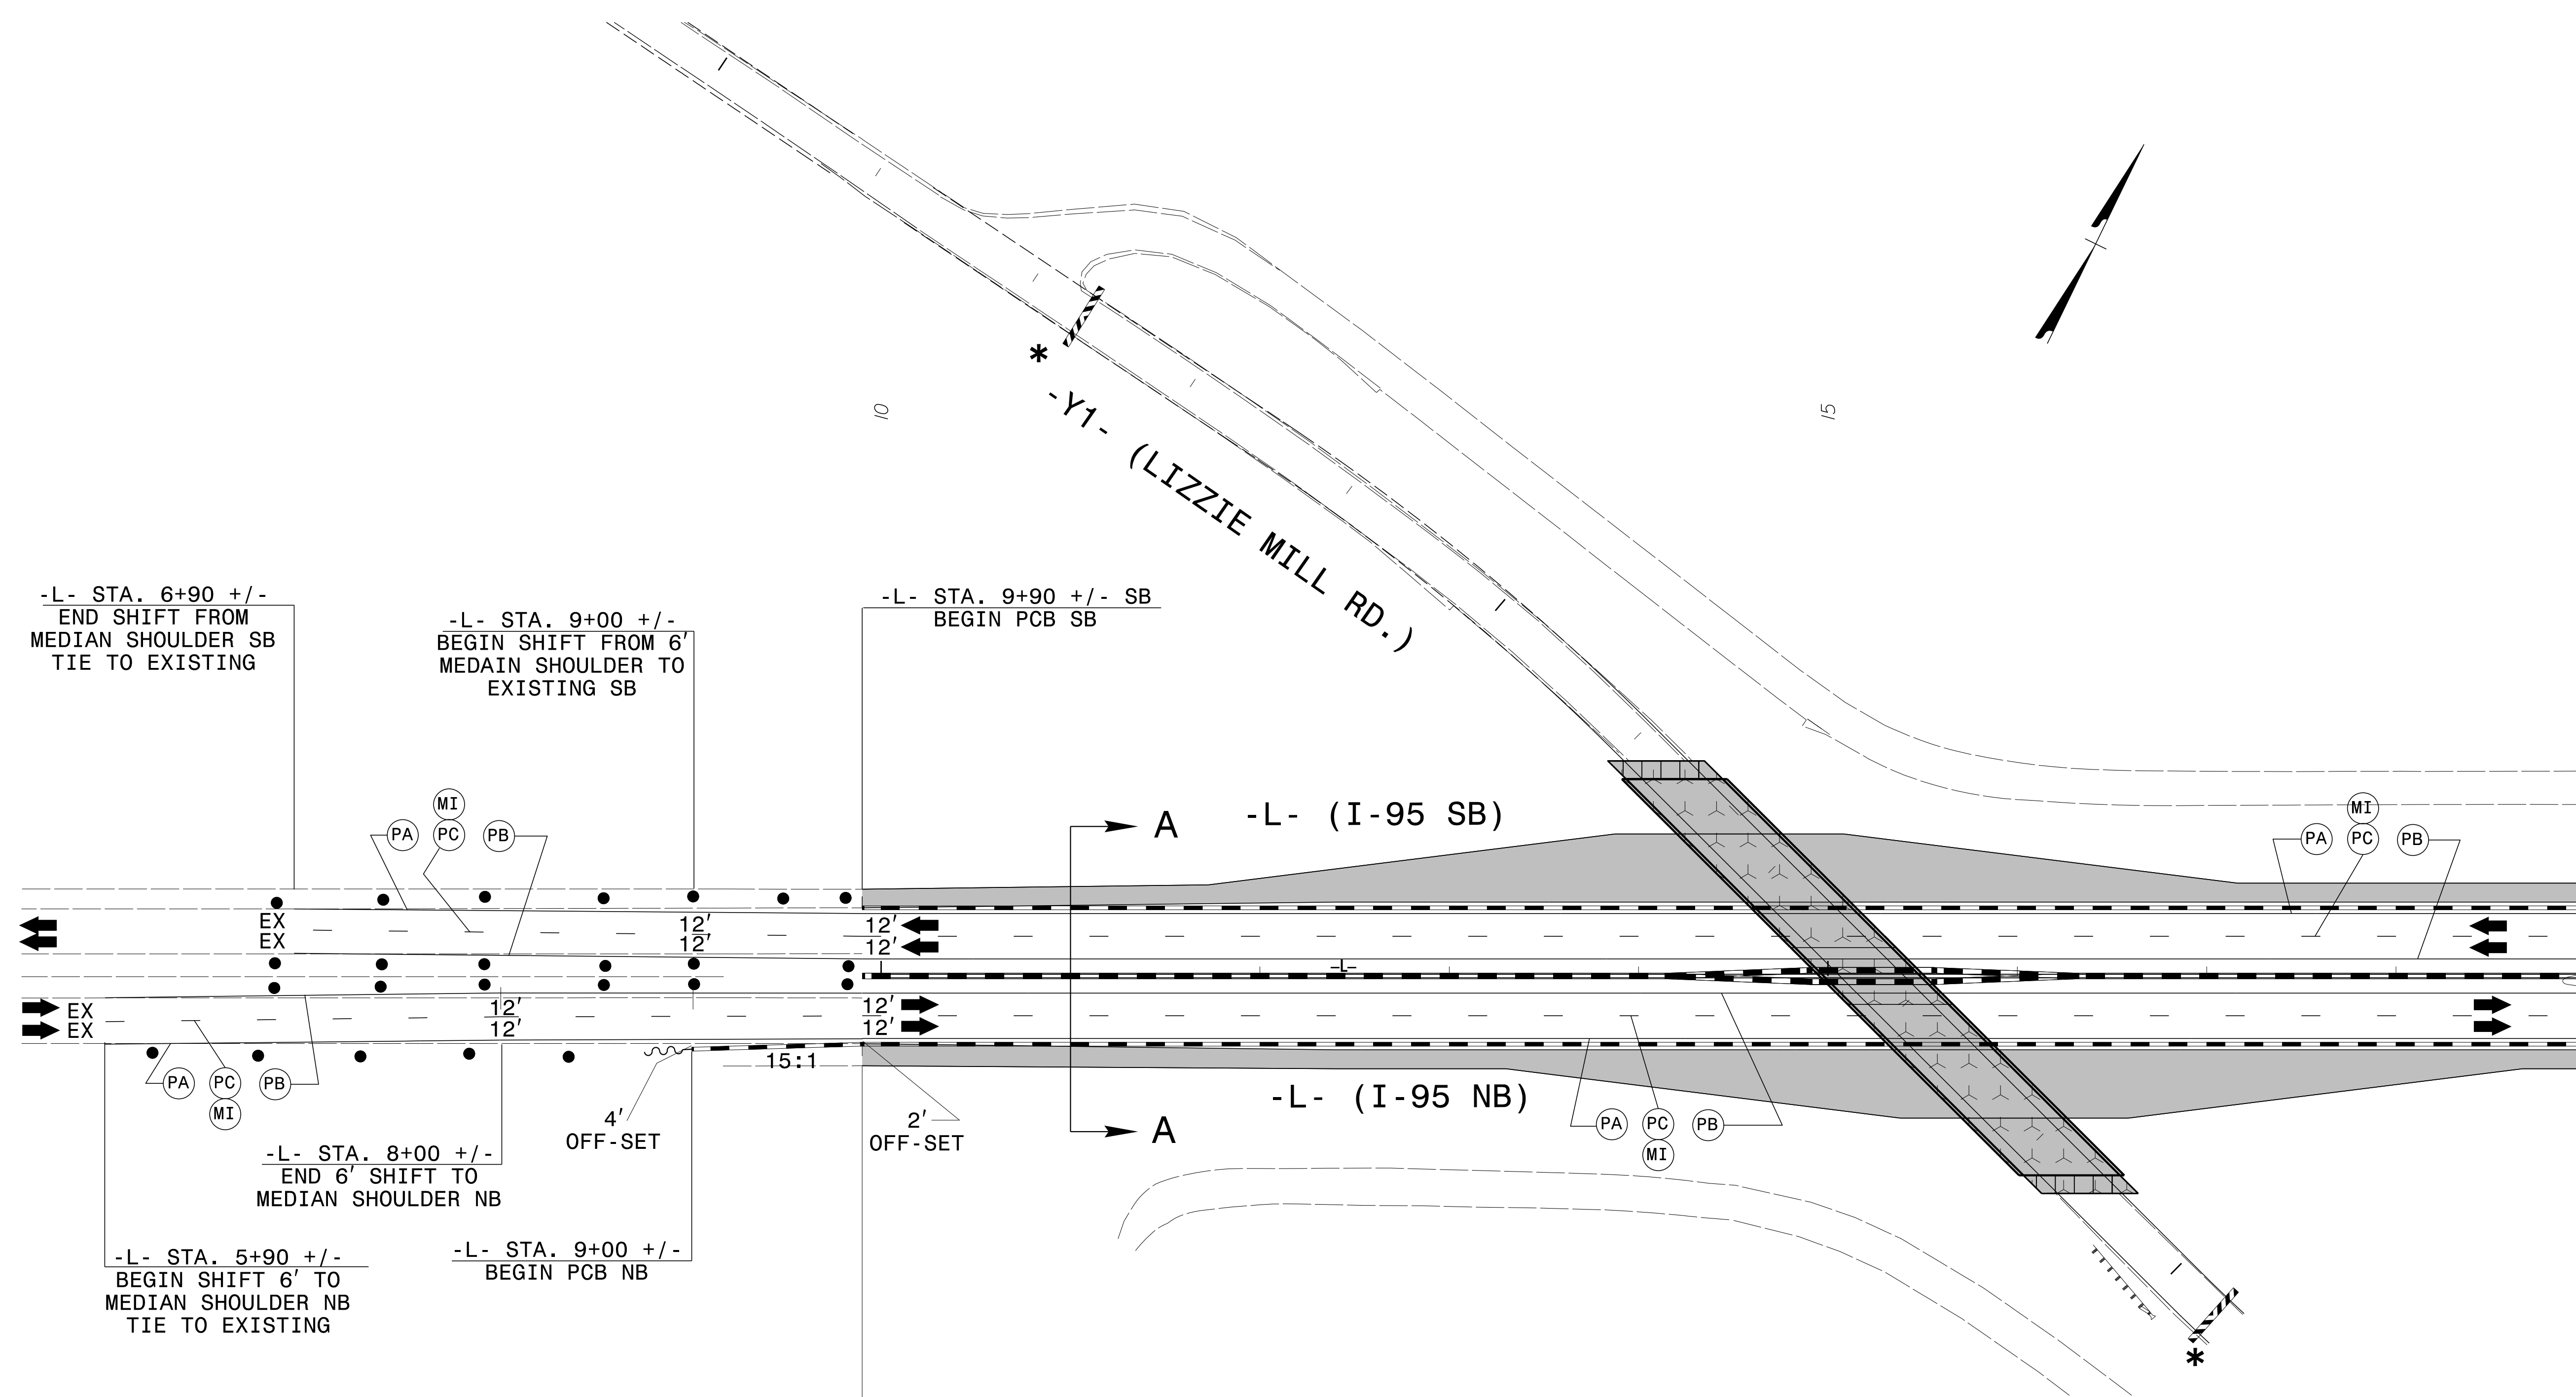 10
15
* -Y1- (LIZZIE MILL RD.)
-L- STA. 6+90 +/-
END SHIFT FROM
MEDIAN SHOULDER SB
TIE TO EXISTING
-L- STA. 9+00 +/-
BEGIN SHIFT FROM 6'
MEDAIN SHOULDER TO
EXISTING SB
-L- STA. 9+90 +/- SB
BEGIN PCB SB
MI
PA
PC
PB
A
-L- (I-95 SB)
MI
PA
PC
PB
EX
EX
12'
12'
12'
12'
-L-
EX
EX
12'
12'
12'
12'
15:1
PA
PC
PB
MI
4'
OFF-SET
2'
OFF-SET
A
-L- (I-95 NB)
PA
PC
PB
MI
-L- STA. 8+00 +/-
END 6' SHIFT TO
MEDIAN SHOULDER NB
-L- STA. 5+90 +/-
BEGIN SHIFT 6' TO
MEDIAN SHOULDER NB
TIE TO EXISTING
-L- STA. 9+00 +/-
BEGIN PCB NB
*